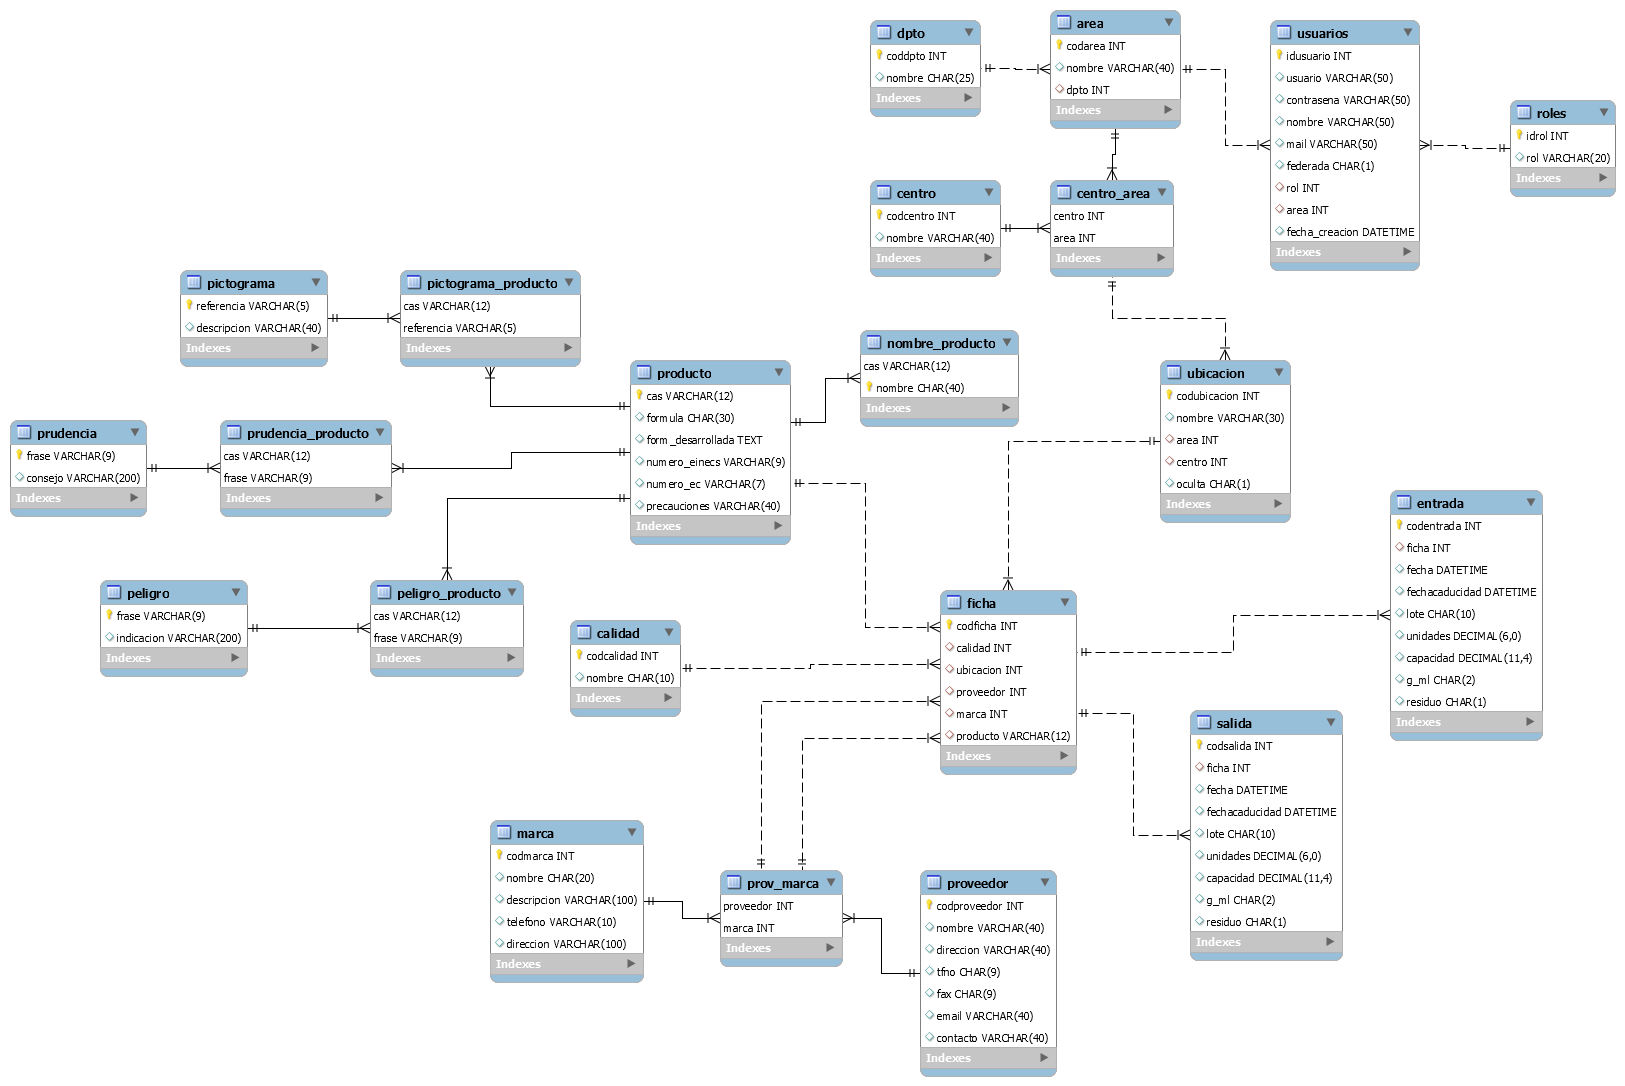 dpto
coddpto INT
nombre CHAR(25)
Indexes
area
codarea INT
nombre VARCHAR(40)
dpto INT
Indexes
usuarios
idusuario INT
usuario VARCHAR(50)
contrasena VARCHAR(50)
nombre VARCHAR(50)
mail VARCHAR(50)
federada CHAR(1)
rol INT
area INT
fecha_creacion DATETIME
Indexes
roles
idrol INT
rol VARCHAR(20)
Indexes
centro
codcentro INT
nombre VARCHAR(40)
Indexes
centro_area
centro INT
area INT
Indexes
pictograma
referencia VARCHAR(5)
descripcion VARCHAR(40)
Indexes
pictograma_producto
cas VARCHAR(12)
referencia VARCHAR(5)
Indexes
nombre_producto
cas VARCHAR(12)
nombre CHAR(40)
Indexes
producto
cas VARCHAR(12)
formula CHAR(30)
form_desarrollada TEXT
numero_einecs VARCHAR(9)
numero_ec VARCHAR(7)
precauciones VARCHAR(40)
Indexes
ubicacion
codubicacion INT
nombre VARCHAR(30)
area INT
centro INT
oculta CHAR(1)
Indexes
prudencia
frase VARCHAR(9)
consejo VARCHAR(200)
Indexes
prudencia_producto
cas VARCHAR(12)
frase VARCHAR(9)
Indexes
entrada
codentrada INT
ficha INT
fecha DATETIME
fechacaducidad DATETIME
lote CHAR(10)
unidades DECIMAL(6,0)
capacidad DECIMAL(11,4)
g_ml CHAR(2)
residuo CHAR(1)
Indexes
peligro
frase VARCHAR(9)
indicacion VARCHAR(200)
Indexes
peligro_producto
cas VARCHAR(12)
frase VARCHAR(9)
Indexes
calidad
codcalidad INT
nombre CHAR(10)
Indexes
ficha
codficha INT
calidad INT
ubicacion INT
proveedor INT
marca INT
producto VARCHAR(12)
Indexes
salida
codsalida INT
ficha INT
fecha DATETIME
fechacaducidad DATETIME
lote CHAR(10)
unidades DECIMAL(6,0)
capacidad DECIMAL(11,4)
g_ml CHAR(2)
residuo CHAR(1)
Indexes
marca
codmarca INT
nombre CHAR(20)
descripcion VARCHAR(100)
telefono VARCHAR(10)
direccion VARCHAR(100)
Indexes
prov_marca
proveedor INT
marca INT
Indexes
proveedor
codproveedor INT
nombre VARCHAR(40)
direccion VARCHAR(40)
tfno CHAR(9)
fax CHAR(9)
email VARCHAR(40)
contacto VARCHAR(40)
Indexes